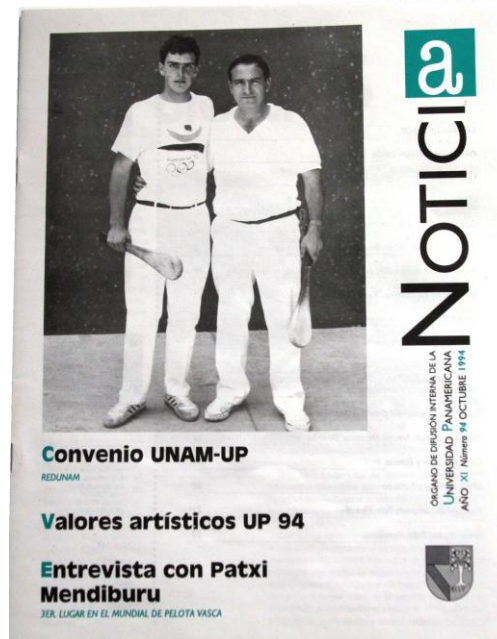 NOTICIa
ÓRGANO DE DIFUSIÓN INTERNA DE LA
UNIVERSIDAD PANAMERICANA
AÑO XI Número 94 OCTUBRE 1994
Convenio UNAM-UP
REDUNAM
Valores artísticos UP 94
Entrevista con Patxi
Mendiburu
3ER. LUGAR EN EL MUNDIAL DE PELOTA VASCA